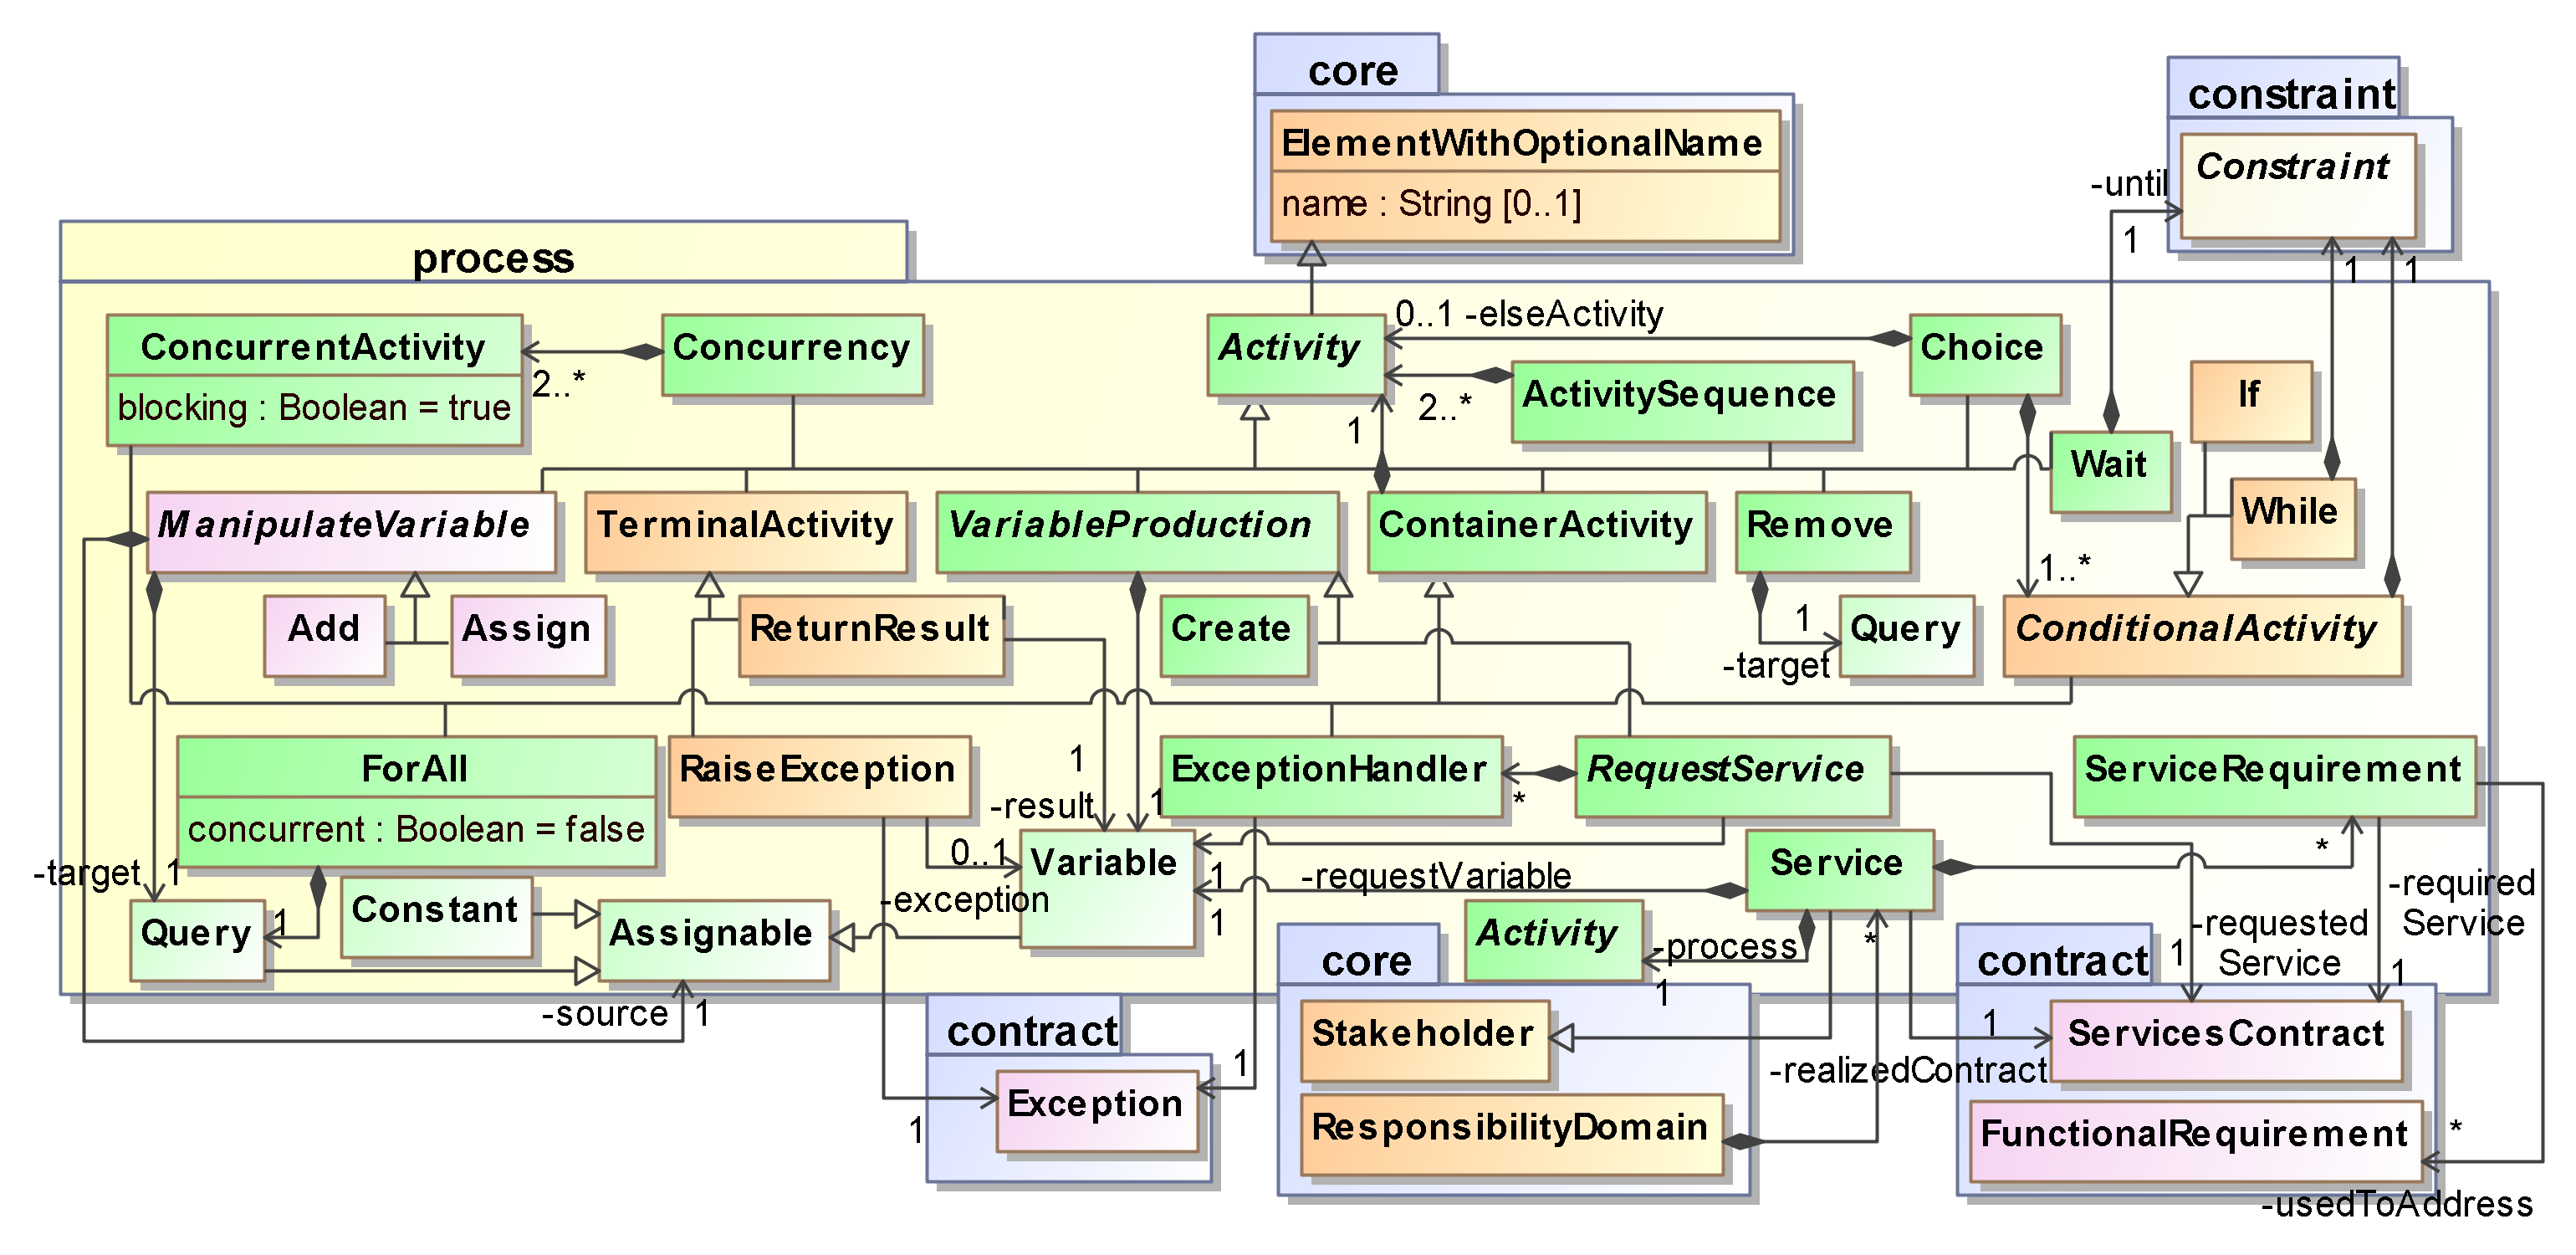 core
constraint
ElementWithOptionalName
name : String [0..1]
Constraint
-until
1
1
1
process
ConcurrentActivity
blocking : Boolean = true
2..*
Concurrency
Activity
0..1 -elseActivity
Choice
2..*
ActivitySequence
1
If
Wait
While
ManipulateVariable
TerminalActivity
VariableProduction
ContainerActivity
Remove
1..*
Add
Assign
ReturnResult
Create
1
-target
Query
ConditionalActivity
ForAll
concurrent : Boolean = false
RaiseException
1
-result
1
ExceptionHandler
*
RequestService
ServiceRequirement
-target
1
0..1
Variable
-exception
1
-requestVariable
1
Service
*
-required
Service
Query
1
Constant
Assignable
Activity
-process
1
*
-requested
Service
1
1
-source
1
core
contract
contract
Exception
1
1
Stakeholder
-realizedContract
1
ServicesContract
ResponsibilityDomain
FunctionalRequirement
*
-usedToAddress